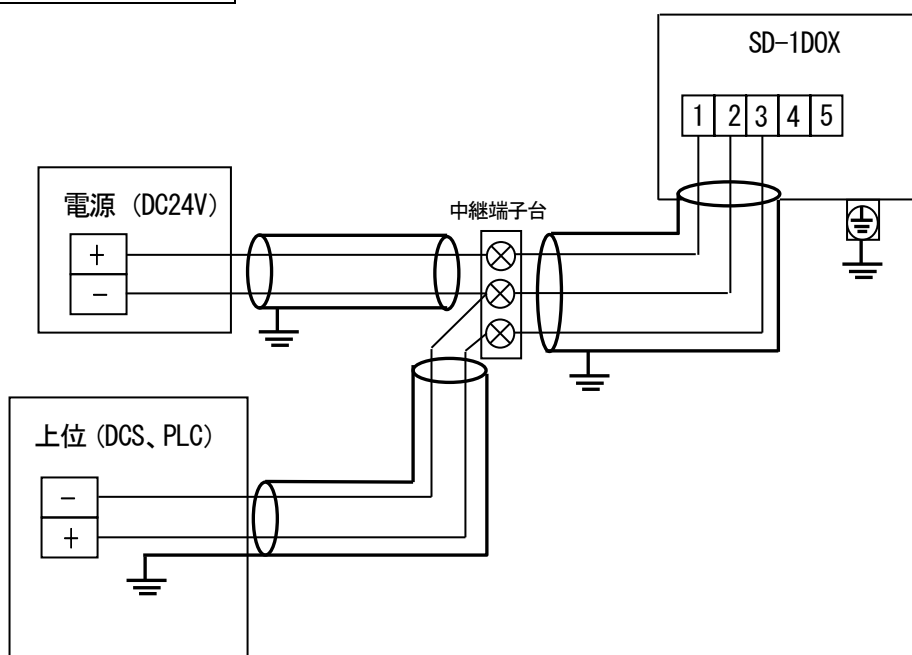 SD-1DOX
1 2 3 4 5
電源 (DC24V)
+
-
中継端子台
上位 (DCS、PLC)
-
+